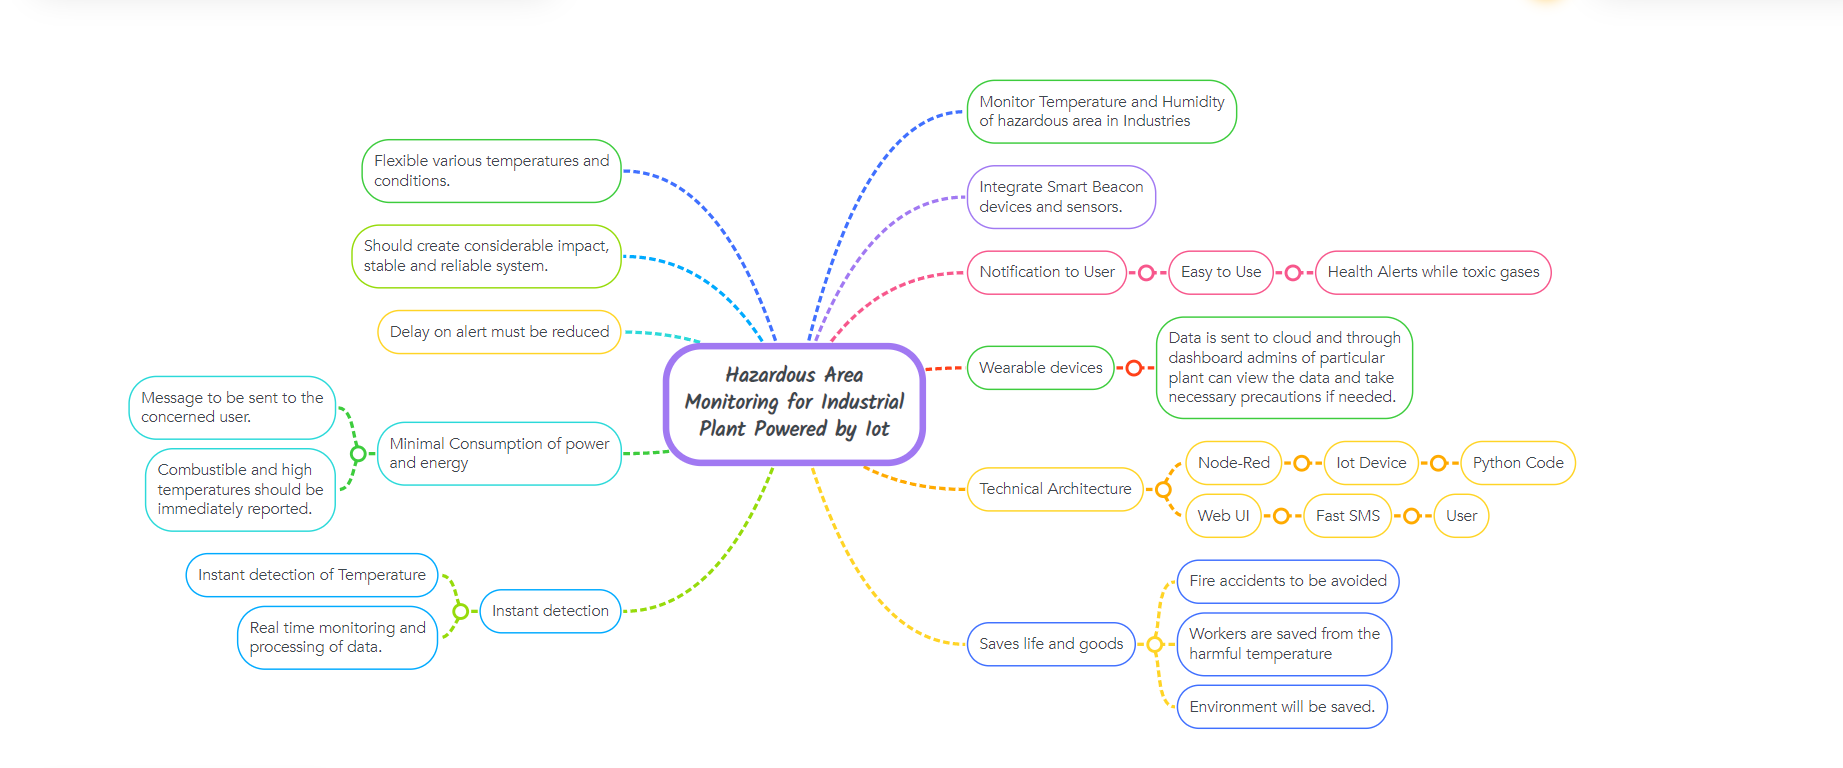 Hazardous Area
Monitoring for Industrial
Plant Powered by Iot
Flexible various temperatures and
conditions.
Should create considerable impact,
stable and reliable system.
Delay on alert must be reduced
Minimal Consumption of power
and energy
Message to be sent to the
concerned user.
Combustible and high
temperatures should be
immediately reported.
Instant detection
Instant detection of Temperature
Real time monitoring and
processing of data.
Monitor Temperature and Humidity
of hazardous area in Industries
Integrate Smart Beacon
devices and sensors.
Notification to User
Easy to Use
Health Alerts while toxic gases
Wearable devices
Data is sent to cloud and through
dashboard admins of particular
plant can view the data and take
necessary precautions if needed.
Technical Architecture
Node-Red
Iot Device
Python Code
Web UI
Fast SMS
User
Saves life and goods
Fire accidents to be avoided
Workers are saved from the
harmful temperature
Environment will be saved.